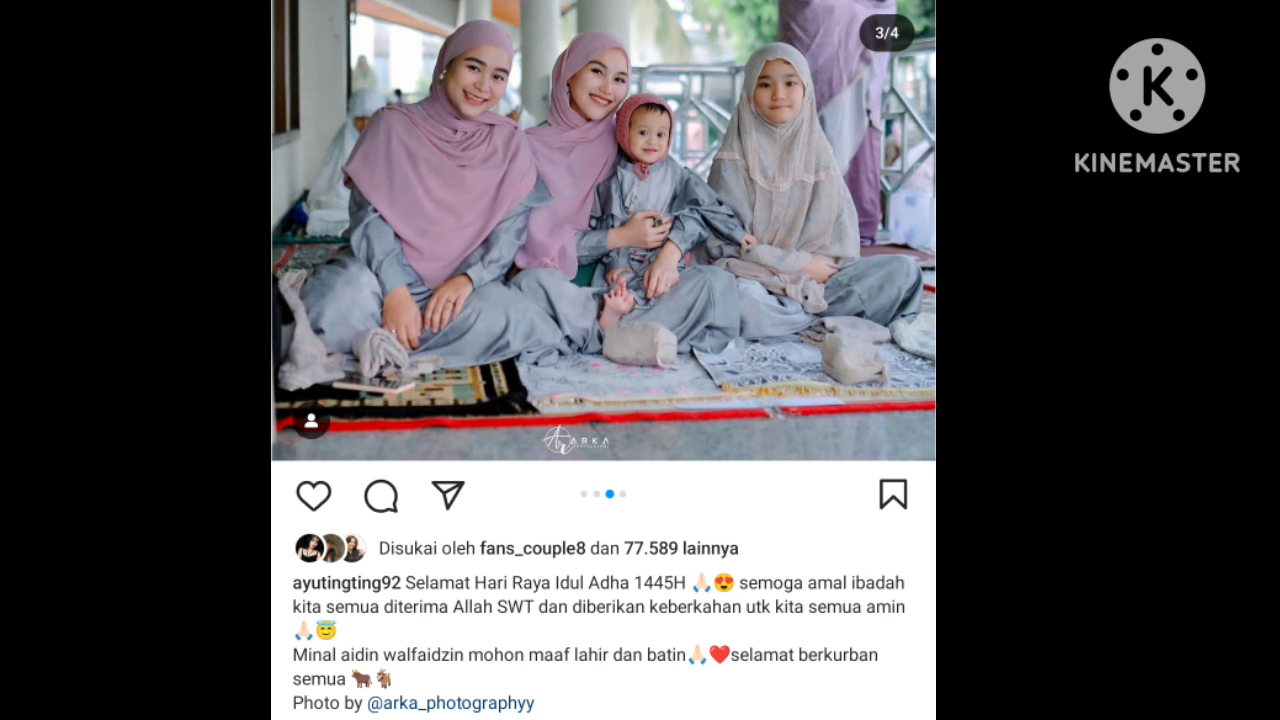 3/4
K
KINEMASTER
ARKA
Disukai oleh fans_couple8 dan 77.589 lainnya
ayutingting92 Selamat Hari Raya Idul Adha 1445H 🙏🏻😍 semoga amal ibadah
kita semua diterima Allah SWT dan diberikan keberkahan utk kita semua amin
🙏🏻😇
Minal aidin walfaidzin mohon maaf lahir dan batin🙏🏻❤️selamat berkurban
semua 🐂🐐
Photo by @arka_photographyy